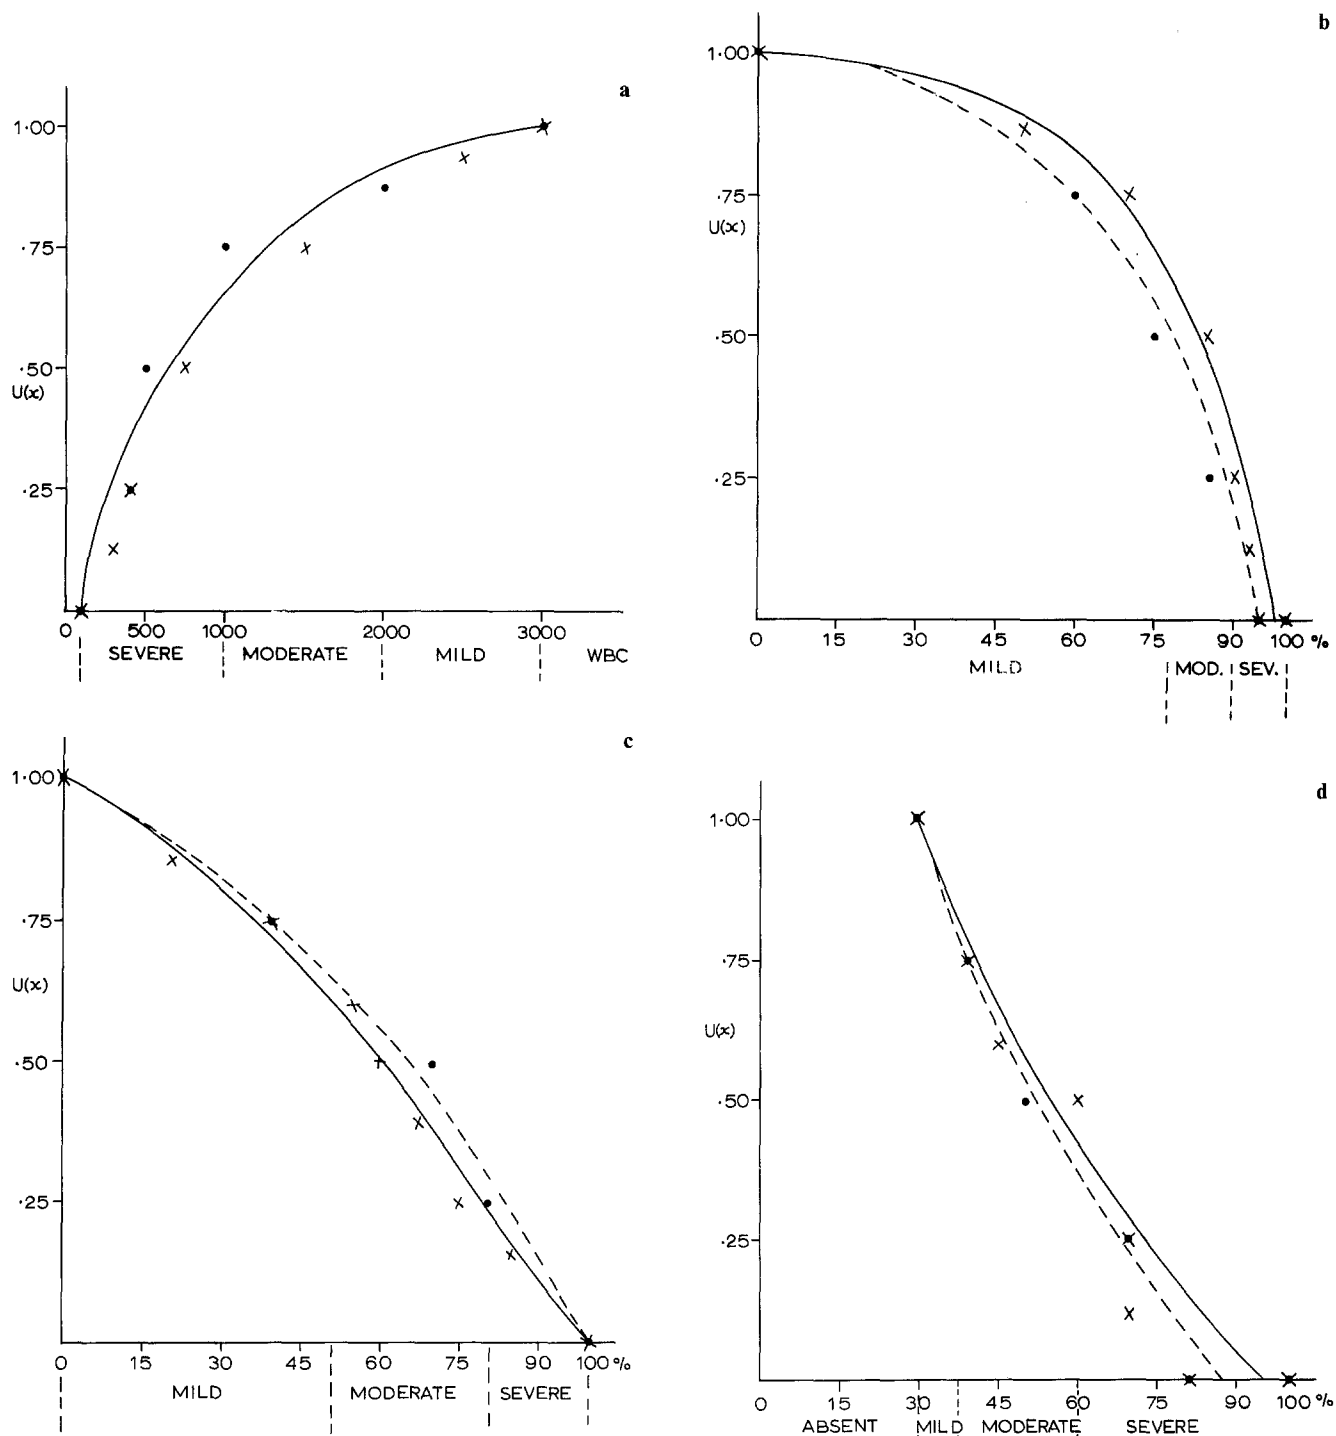 a
1·00
·75
·50
U(x)
·25
0 500 1000 2000 3000
SEVERE MODERATE MILD WBC
b
1·00
·75
U(x)
·50
·25
0 15 30 45 60 75 90 100 %
MILD MOD. SEV.
c
1·00
·75
U(x)
·50
·25
0 15 30 45 60 75 90 100 %
MILD MODERATE SEVERE
d
1·00
·75
U(x)
·50
·25
0 15 30 45 60 75 90 100 %
ABSENT MILD MODERATE SEVERE